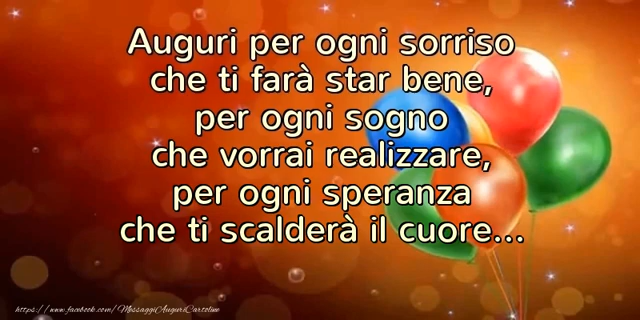 Auguri per ogni sorriso
che ti farà star bene,
per ogni sogno
che vorrai realizzare,
per ogni speranza
che ti scalderà il cuore...
https://www.facebook.com/MessaggiAuguriCartoline